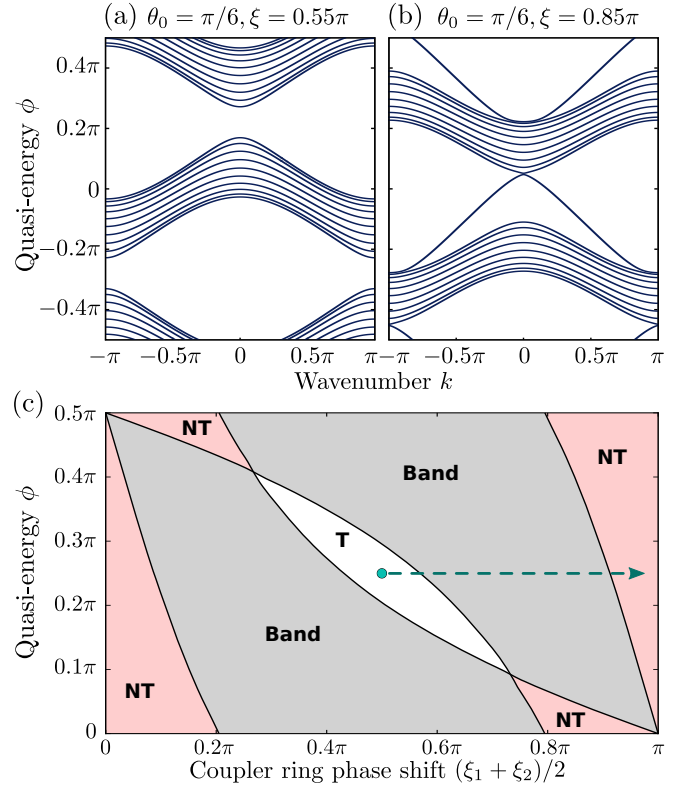 (a) θ₀ = π/6, ξ = 0.55π
(b) θ₀ = π/6, ξ = 0.85π
Quasi-energy ϕ
0.4π
0.2π
0
−0.2π
−0.4π
−π −0.5π 0 0.5π π
−π −0.5π 0 0.5π π
Wavenumber k
(c)
Quasi-energy ϕ
0.5π
0.4π
0.3π
0.2π
0.1π
0
NT
Band
NT
T
Band
NT
NT
0 0.2π 0.4π 0.6π 0.8π π
Coupler ring phase shift (ξ₁ + ξ₂)/2